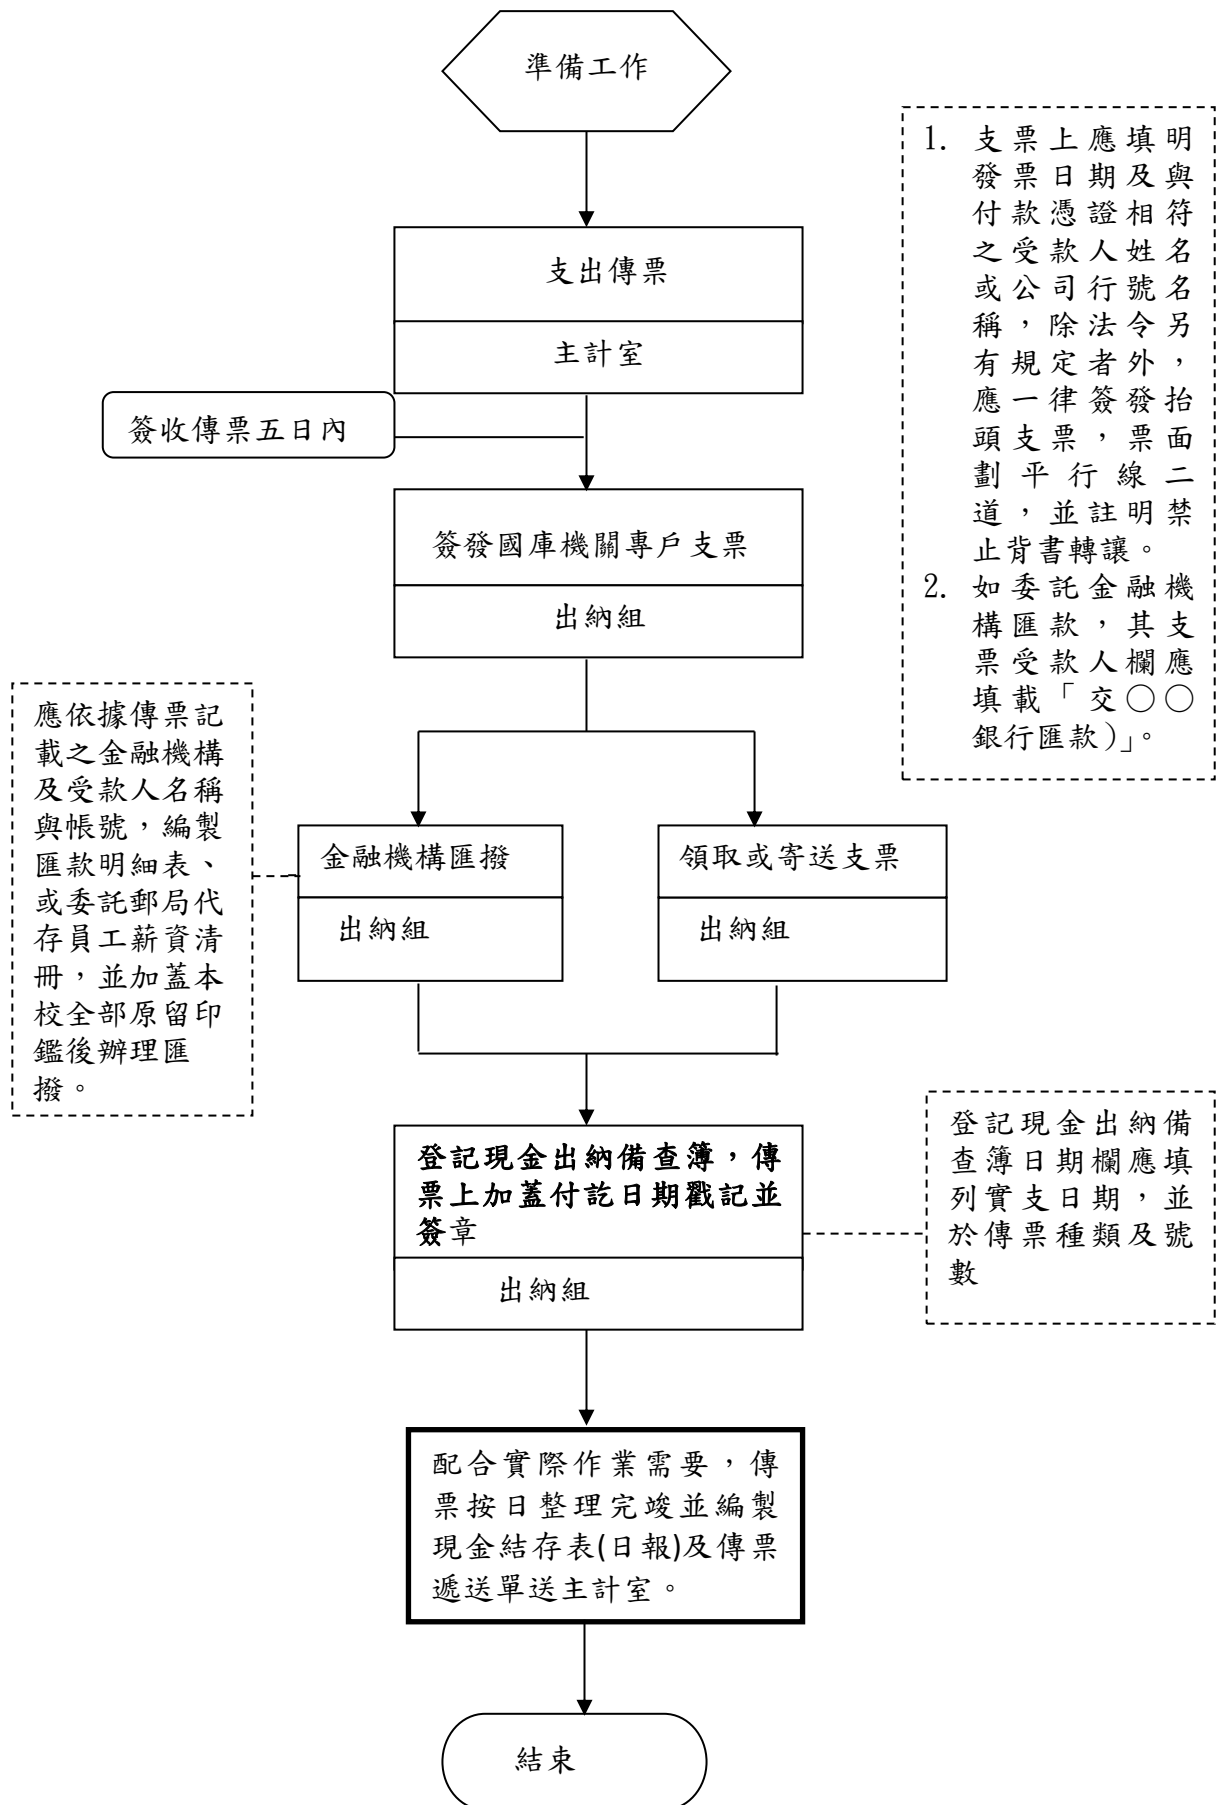 準備工作
1. 支票上應填明
發票日期及與
付款憑證相符
之受款人姓名
或公司行號名
稱，除法令另
有規定者外，
應一律簽發抬
頭支票，票面
劃平行線二
道，並註明禁
止背書轉讓。
2. 如委託金融機
構匯款，其支
票受款人欄應
填載「交○○
銀行匯款)」。
支出傳票
主計室
簽收傳票五日內
簽發國庫機關專戶支票
出納組
應依據傳票記
載之金融機構
及受款人名稱
與帳號，編製
匯款明細表、
或委託郵局代
存員工薪資清
冊，並加蓋本
校全部原留印
鑑後辦理匯
撥。
金融機構匯撥
出納組
領取或寄送支票
出納組
登記現金出納備查簿，傳
票上加蓋付訖日期戳記並
簽章
出納組
登記現金出納備
查簿日期欄應填
列實支日期，並
於傳票種類及號
數
配合實際作業需要，傳
票按日整理完竣並編製
現金結存表(日報)及傳票
遞送單送主計室。
結束